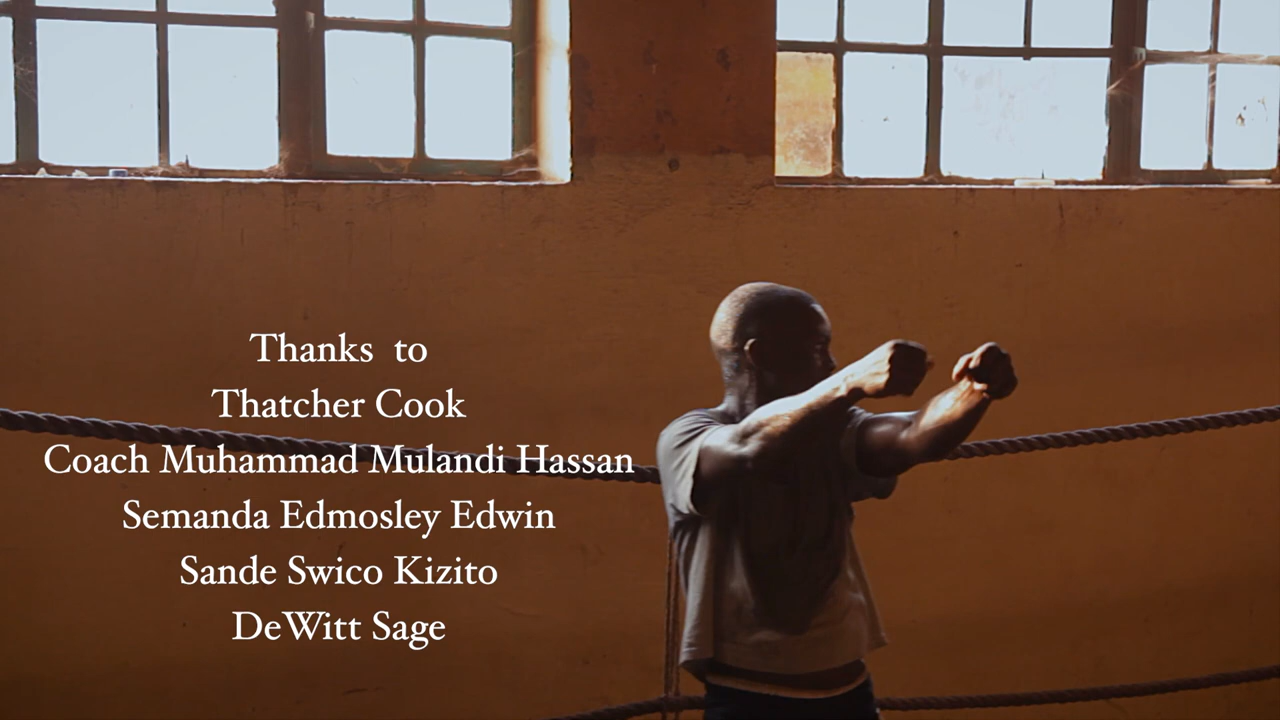 Thanks to
Thatcher Cook
Coach Muhammad Mulandi Hassan
Semanda Edmosley Edwin
Sande Swico Kizito
DeWitt Sage